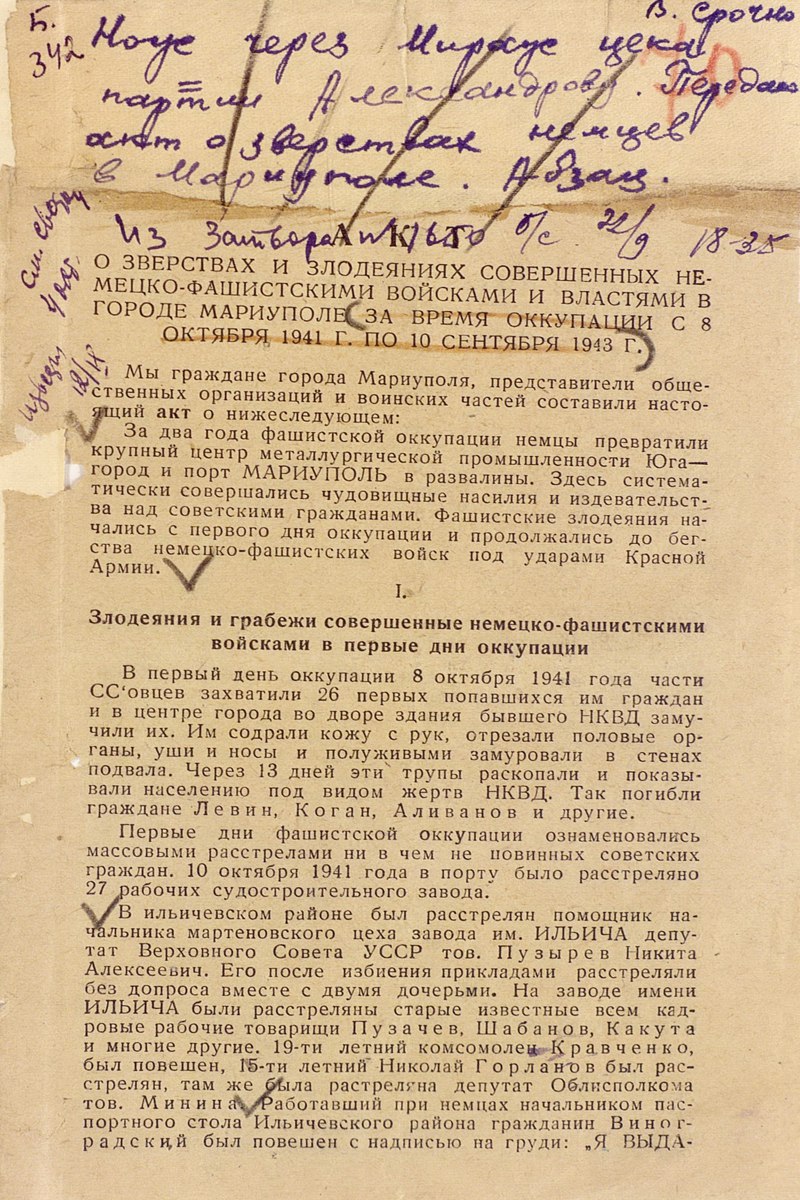 Б.
342
В. Срочно
через
цека
партии Александрову. Передаю
акт о зверствах немцев
в Мариуполе. Абзац.
Из
22/9 18-35
АКТ
О ЗВЕРСТВАХ И ЗЛОДЕЯНИЯХ СОВЕРШЕННЫХ НЕ-
МЕЦКО-ФАШИСТСКИМИ ВОЙСКАМИ И ВЛАСТЯМИ В
ГОРОДЕ МАРИУПОЛЕ (ЗА ВРЕМЯ ОККУПАЦИИ С 8
ОКТЯБРЯ 1941 Г. ПО 10 СЕНТЯБРЯ 1943 Г.)
Мы граждане города Мариуполя, представители обще-
ственных организаций и воинских частей составили насто-
ящий акт о нижеследующем:
За два года фашистской оккупации немцы превратили
крупный центр металлургической промышленности Юга—
город и порт МАРИУПОЛЬ в развалины. Здесь система-
тически совершались чудовищные насилия и издевательст-
ва над советскими гражданами. Фашистские злодеяния на-
чались с первого дня оккупации и продолжались до бег-
ства немецко-фашистских войск под ударами Красной
Армии.
I.
Злодеяния и грабежи совершенные немецко-фашистскими
войсками в первые дни оккупации
В первый день оккупации 8 октября 1941 года части
СС‘овцев захватили 26 первых попавшихся им граждан
и в центре города во дворе здания бывшего НКВД заму-
чили их. Им содрали кожу с рук, отрезали половые ор-
ганы, уши и носы и полуживыми замуровали в стенах
подвала. Через 13 дней эти трупы раскопали и показы-
вали населению под видом жертв НКВД. Так погибли
граждане Левин, Коган, Аливанов и другие.
Первые дни фашистской оккупации ознаменовались
массовыми расстрелами ни в чем не повинных советских
граждан. 10 октября 1941 года в порту было расстреляно
27 рабочих судостроительного завода.
В ильичевском районе был расстрелян помощник на-
чальника мартеновского цеха завода им. ИЛЬИЧА депу-
тат Верховного Совета УССР тов. Пузырев Никита
Алексеевич. Его после избиения прикладами расстреляли
без допроса вместе с двумя дочерьми. На заводе имени
ИЛЬИЧА были расстреляны старые известные всем кад-
ровые рабочие товарищи Пузачев, Шабанов, Какута
и многие другие. 19-ти летний комсомолец Кравченко,
был повешен, 15-ти летний Николай Горланов был рас-
стрелян, там же была растреляна депутат Облисполкома
тов. Минина. Работавший при немцах начальником пас-
портного стола Ильичевского района гражданин Виног-
радский был повешен с надписью на груди: „Я ВЫДА-